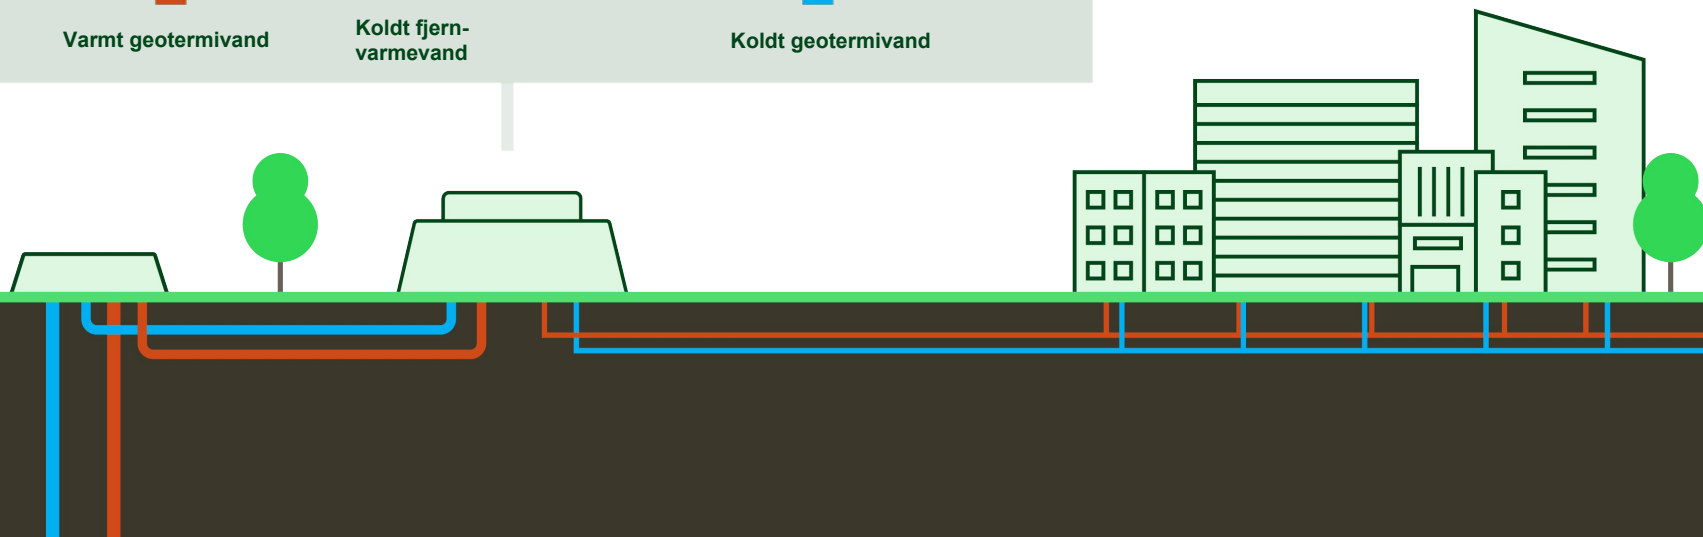 Varmt geotermivand
Koldt fjern-
varmevand
Koldt geotermivand